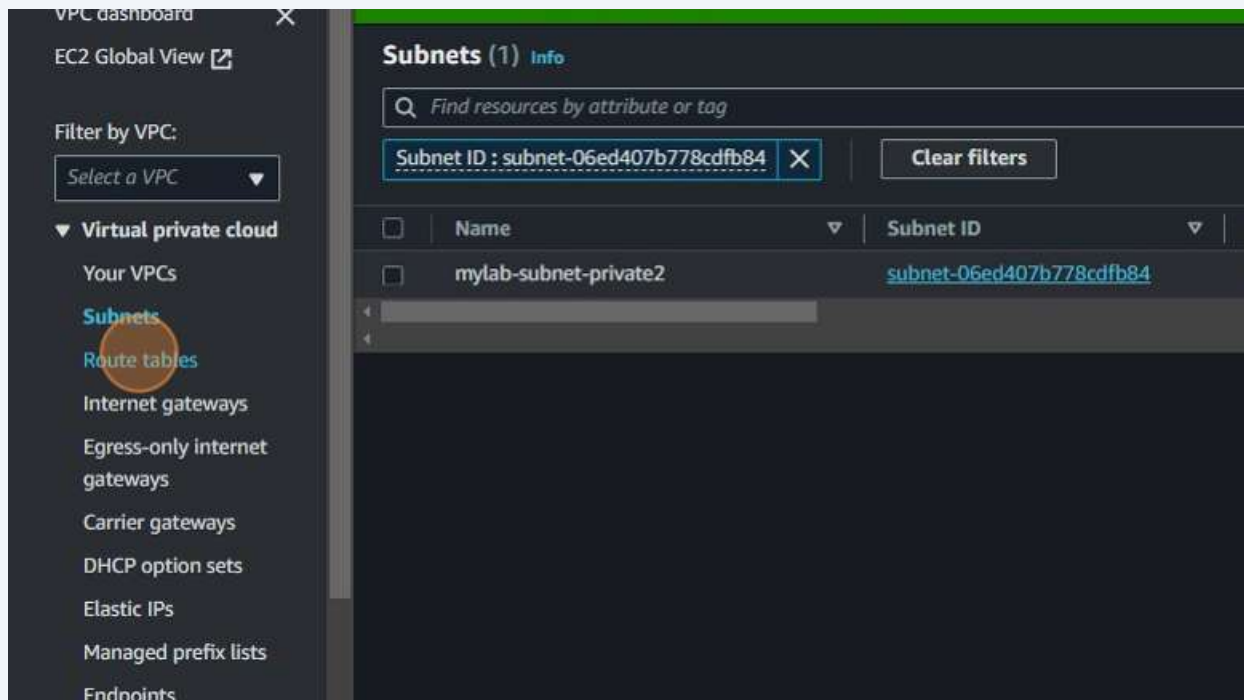 VPC dashboard
EC2 Global View
Filter by VPC:
Select a VPC
Virtual private cloud
Your VPCs
Subnets
Route tables
Internet gateways
Egress-only internet
gateways
Carrier gateways
DHCP option sets
Elastic IPs
Managed prefix lists
Endpoints
Subnets (1) Info
Find resources by attribute or tag
Subnet ID : subnet-06ed407b778cdfb84
Clear filters
Name Subnet ID
mylab-subnet-private2 subnet-06ed407b778cdfb84